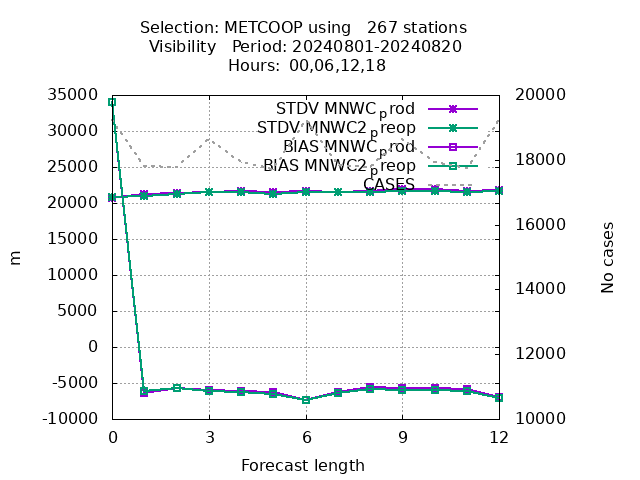 Selection: METCOOP using 267 stations
Visibility Period: 20240801-20240820
Hours: 00,06,12,18
35000
30000
25000
20000
15000
10000
5000
0
-5000
-10000
m
STDV MNWC_prod
STDV MNWC2_preop
BIAS MNWC_prod
BIAS MNWC2_preop
CASES
20000
18000
16000
14000
12000
10000
No cases
0 3 6 9 12
Forecast length